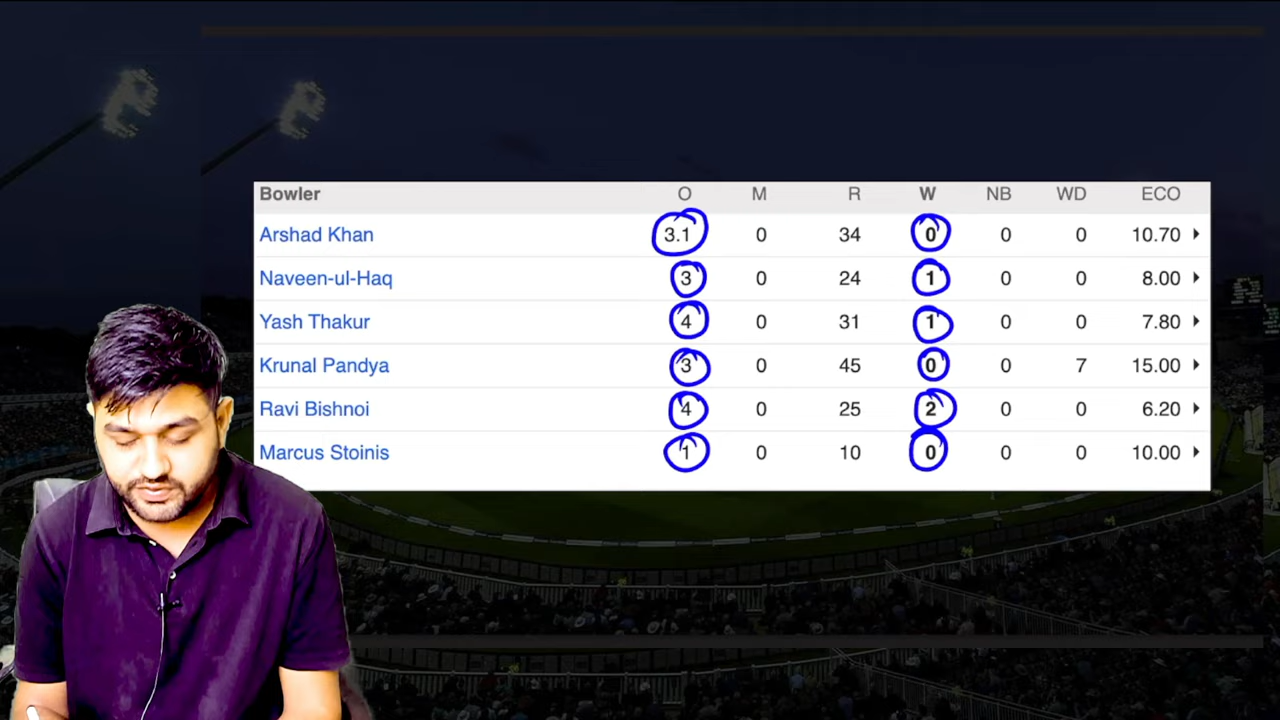 Bowler O M R W NB WD ECO
Arshad Khan 3.1 0 34 0 0 0 10.70
Naveen-ul-Haq 3 0 24 1 0 0 8.00
Yash Thakur 4 0 31 1 0 0 7.80
Krunal Pandya 3 0 45 0 0 7 15.00
Ravi Bishnoi 4 0 25 2 0 0 6.20
Marcus Stoinis 1 0 10 0 0 0 10.00